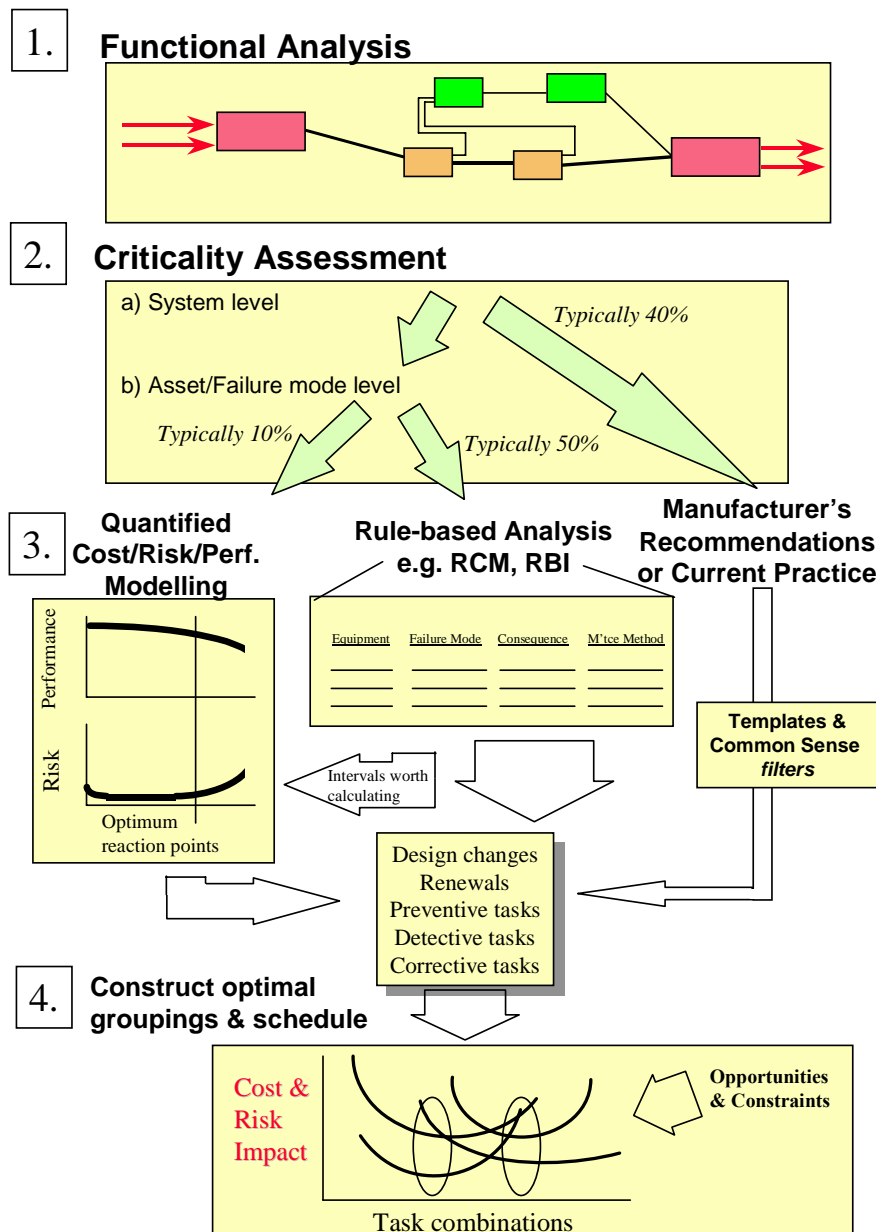 1.
Functional Analysis
2.
Criticality Assessment
a) System level
Typically 40%
b) Asset/Failure mode level
Typically 10%
Typically 50%
3.
Quantified
Cost/Risk/Perf.
Modelling
Rule-based Analysis
e.g. RCM, RBI
Manufacturer's
Recommendations
or Current Practice
Performance
Risk
Optimum
reaction points
Equipment Failure Mode Consequence M'tce Method
Templates &
Common Sense
filters
Intervals worth
calculating
Design changes
Renewals
Preventive tasks
Detective tasks
Corrective tasks
4.
Construct optimal
groupings & schedule
Cost &
Risk
Impact
Opportunities
& Constraints
Task combinations